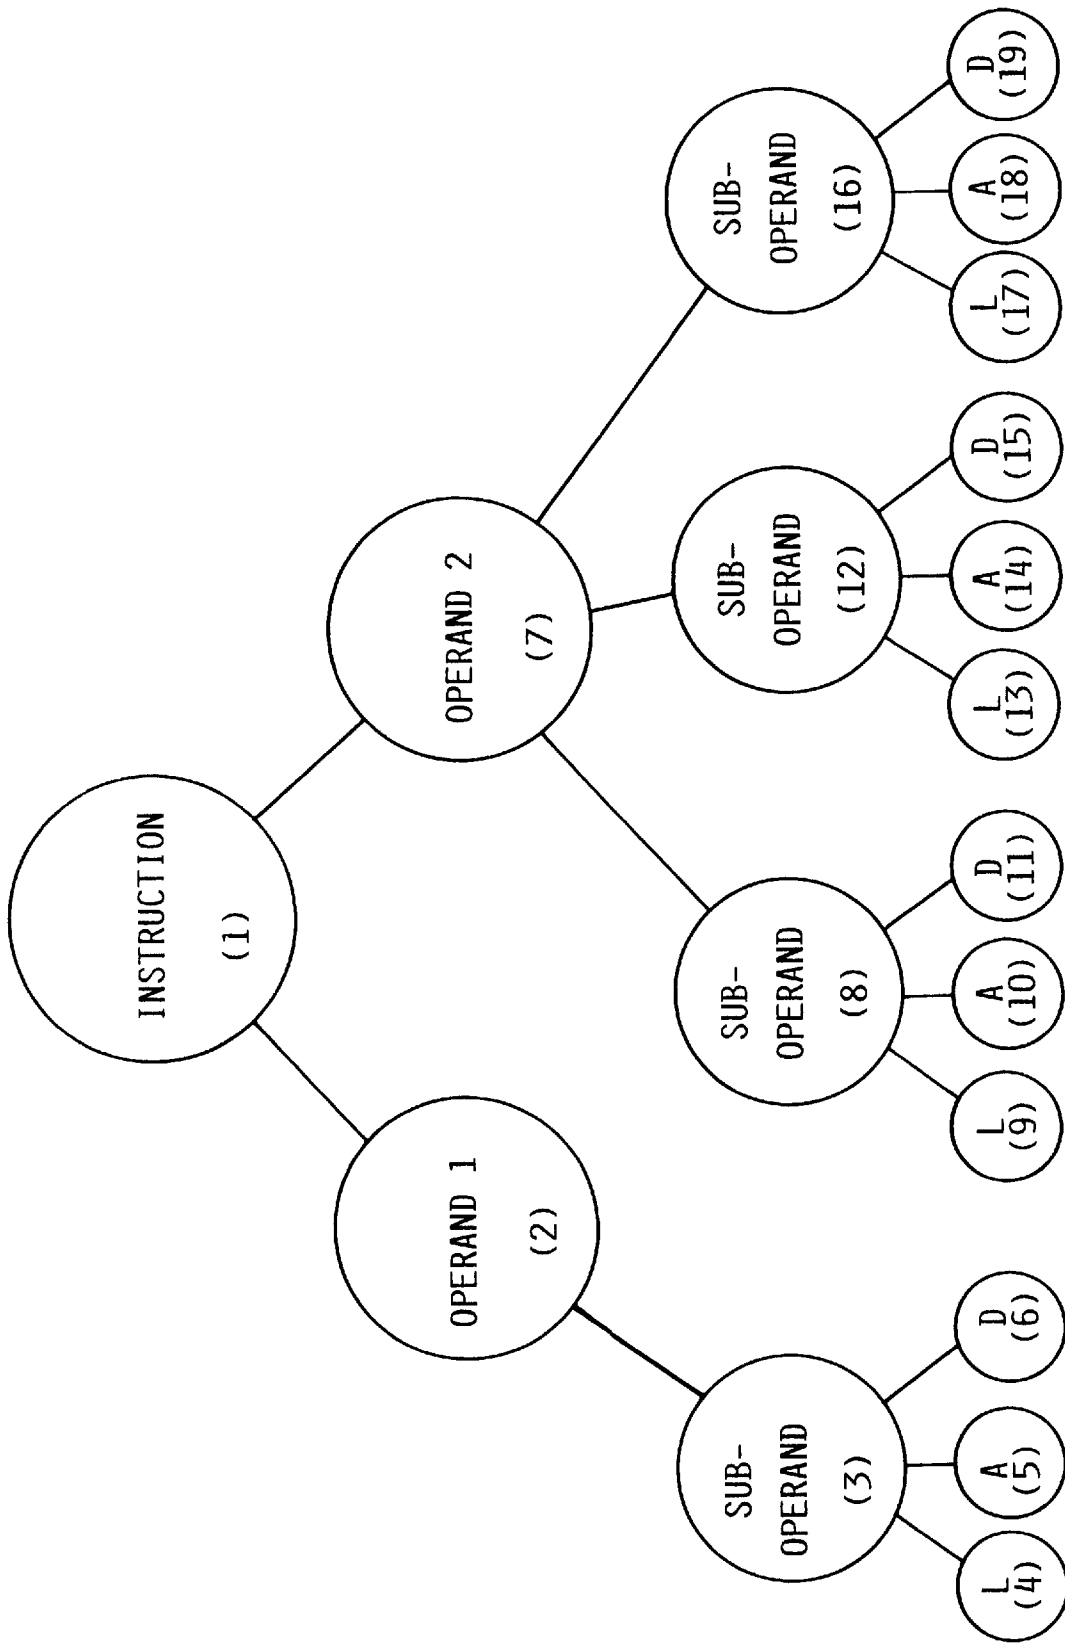 INSTRUCTION
(1)
OPERAND 1
(2)
OPERAND 2
(7)
SUB-
OPERAND
(3)
SUB-
OPERAND
(8)
SUB-
OPERAND
(12)
SUB-
OPERAND
(16)
L
(4)
A
(5)
D
(6)
L
(9)
A
(10)
D
(11)
L
(13)
A
(14)
D
(15)
L
(17)
A
(18)
D
(19)